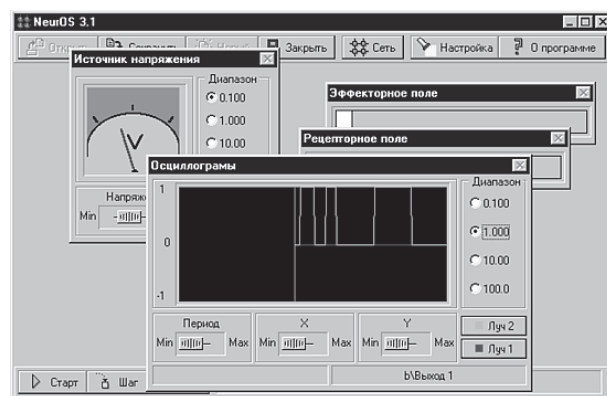 NeurOS 3.1
Открыть Сохранить Новый Закрыть Сеть Настройка О программе
Источник напряжения
Диапазон
0.100
1.000
10.00
V
Напряже
Min
Эффекторное поле
Рецепторное поле
Осциллограмы
1
0
-1
Диапазон
0.100
1.000
10.00
100.0
Период X Y
Min Max Min Max Min Max
Луч 2
Луч 1
b\Выход 1
Старт Шаг